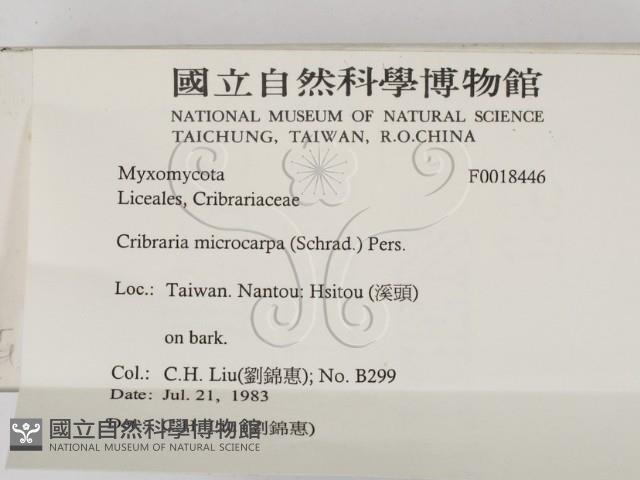 國立自然科學博物館
NATIONAL MUSEUM OF NATURAL SCIENCE
TAICHUNG, TAIWAN, R.O.CHINA
Myxomycota F0018446
Liceales, Cribrariaceae
Cribraria microcarpa (Schrad.) Pers.
Loc.: Taiwan. Nantou: Hsitou (溪頭)
on bark.
Col.: C.H. Liu(劉錦惠); No. B299
Date: Jul. 21, 1983
劉錦惠)
國立自然科學博物館
NATIONAL MUSEUM OF NATURAL SCIENCE